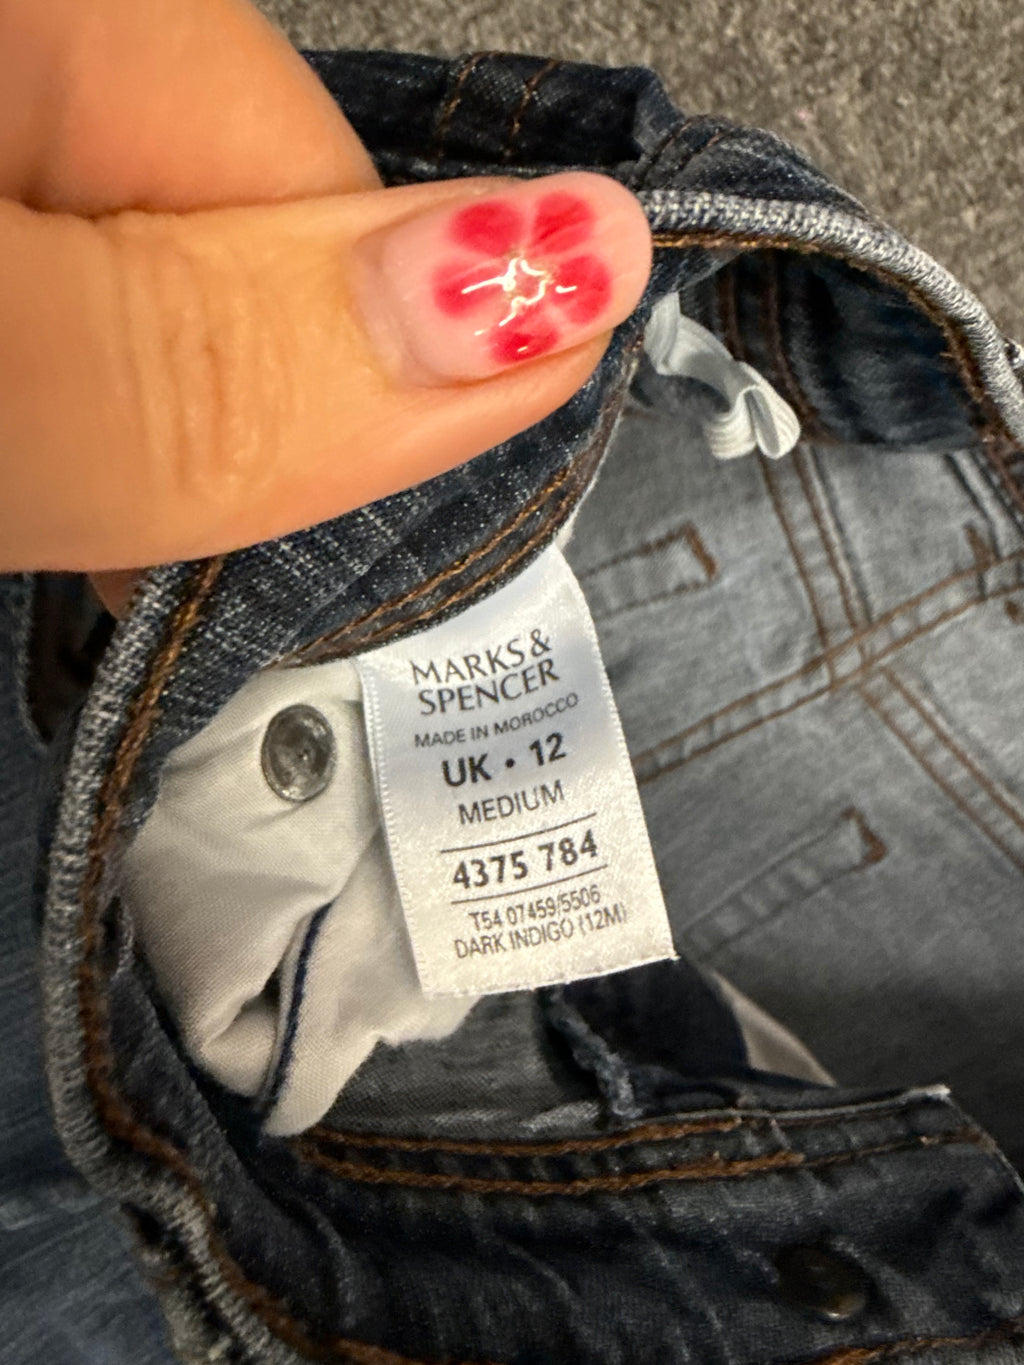 MARKS &
SPENCER
MADE IN MOROCCO
UK • 12
MEDIUM
4375 784
T54 07459/5506
DARK INDIGO (12M)